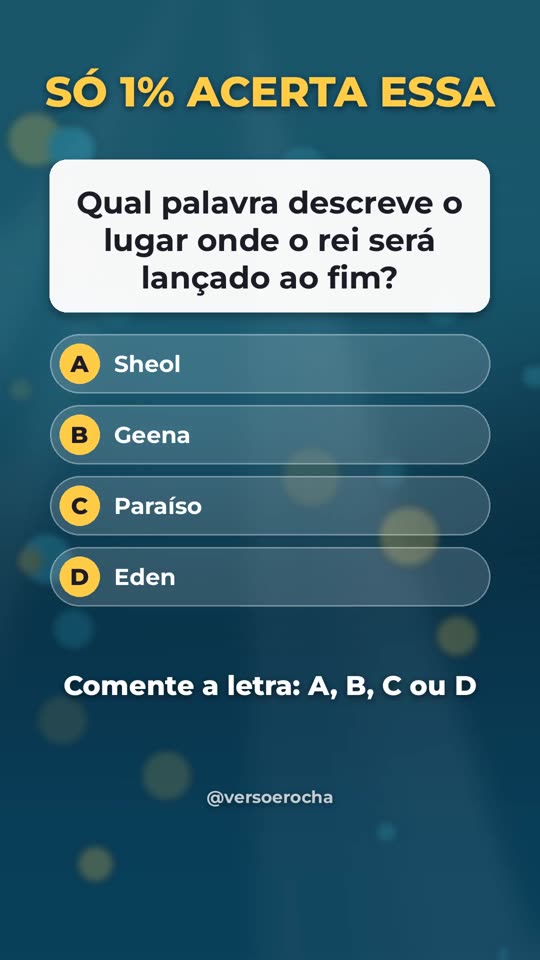 SÓ 1% ACERTA ESSA
Qual palavra descreve o
lugar onde o rei será
lançado ao fim?
A Sheol
B Geena
C Paraíso
D Eden
Comente a letra: A, B, C ou D
@versoerocha